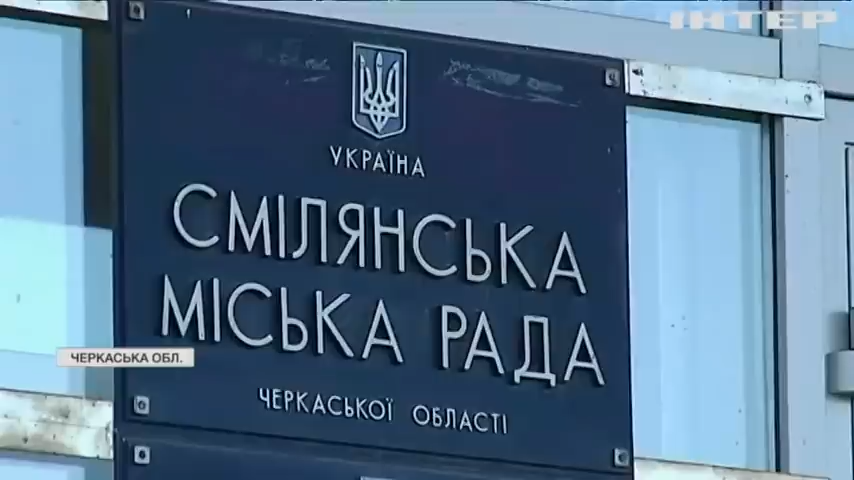 ІНТЕР
УКРАЇНА
СМІЛЯНСЬКА
МІСЬКА РАДА
ЧЕРКАСЬКА ОБЛ.
ЧЕРКАСЬКОЇ ОБЛАСТІ